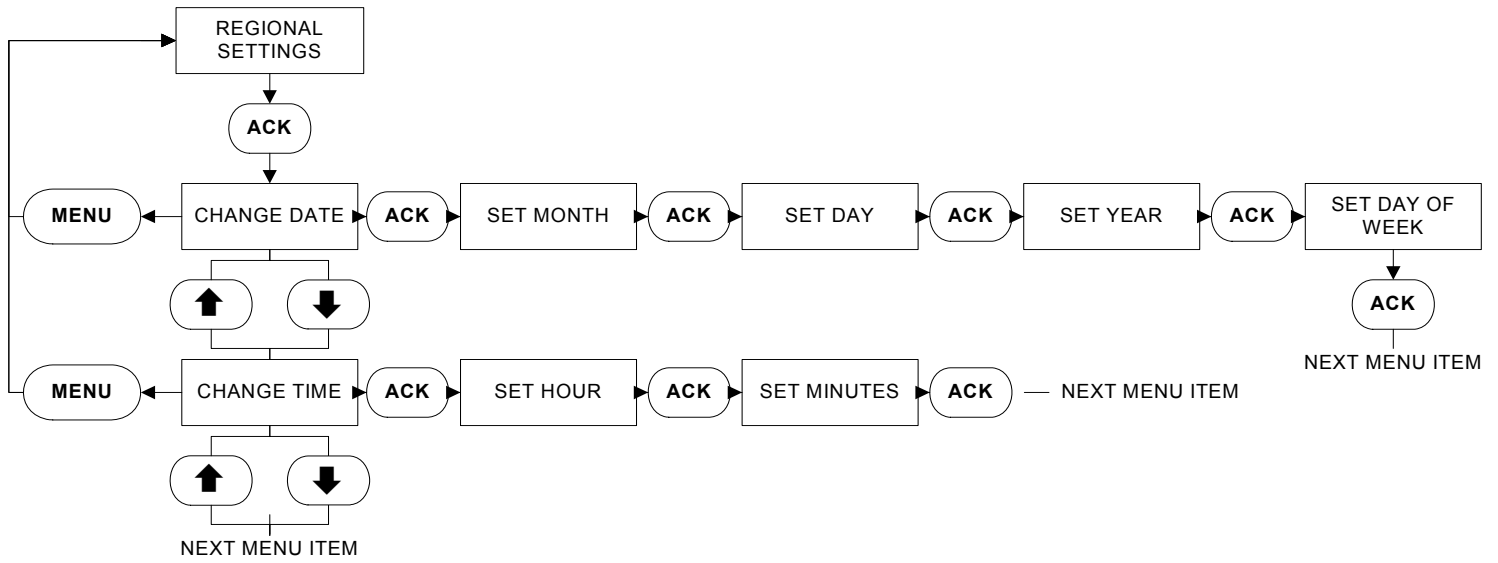 REGIONAL
SETTINGS
ACK
MENU
CHANGE DATE
ACK
SET MONTH
ACK
SET DAY
ACK
SET YEAR
ACK
SET DAY OF
WEEK
ACK
NEXT MENU ITEM
MENU
CHANGE TIME
ACK
SET HOUR
ACK
SET MINUTES
ACK
NEXT MENU ITEM
NEXT MENU ITEM